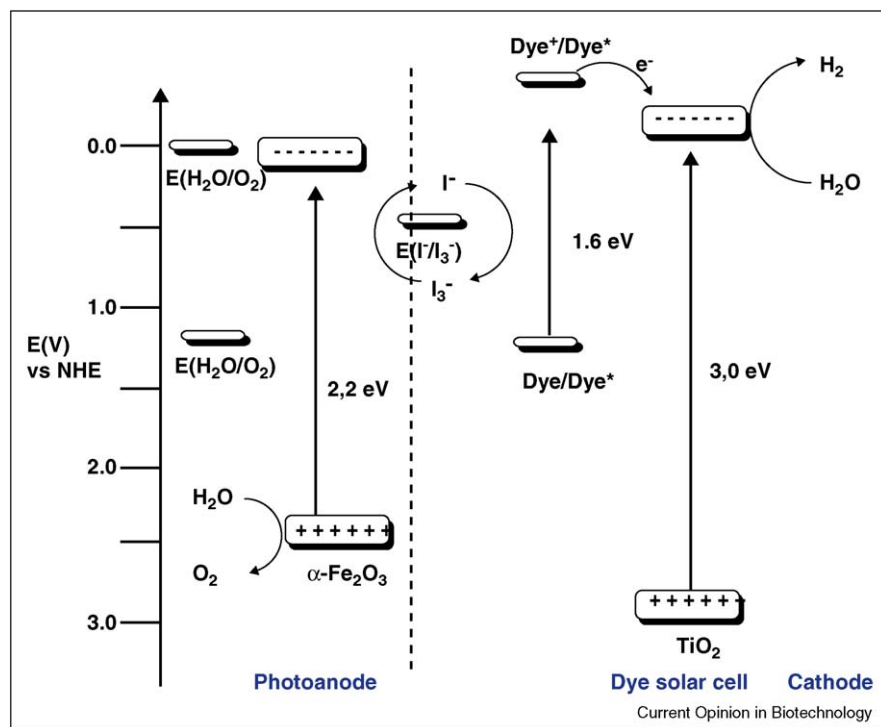 Dye⁺/Dye*
e⁻
H₂
0.0
- - - - - - -
- - - - - - -
E(H₂O/O₂)
I⁻
H₂O
E(I⁻/I₃⁻)
1.6 eV
I₃⁻
1.0
E(V)
vs NHE
E(H₂O/O₂)
Dye/Dye*
2,2 eV
3,0 eV
2.0
H₂O
+ + + + + +
O₂
α-Fe₂O₃
+ + + + + +
3.0
TiO₂
Photoanode
Dye solar cell
Cathode
Current Opinion in Biotechnology